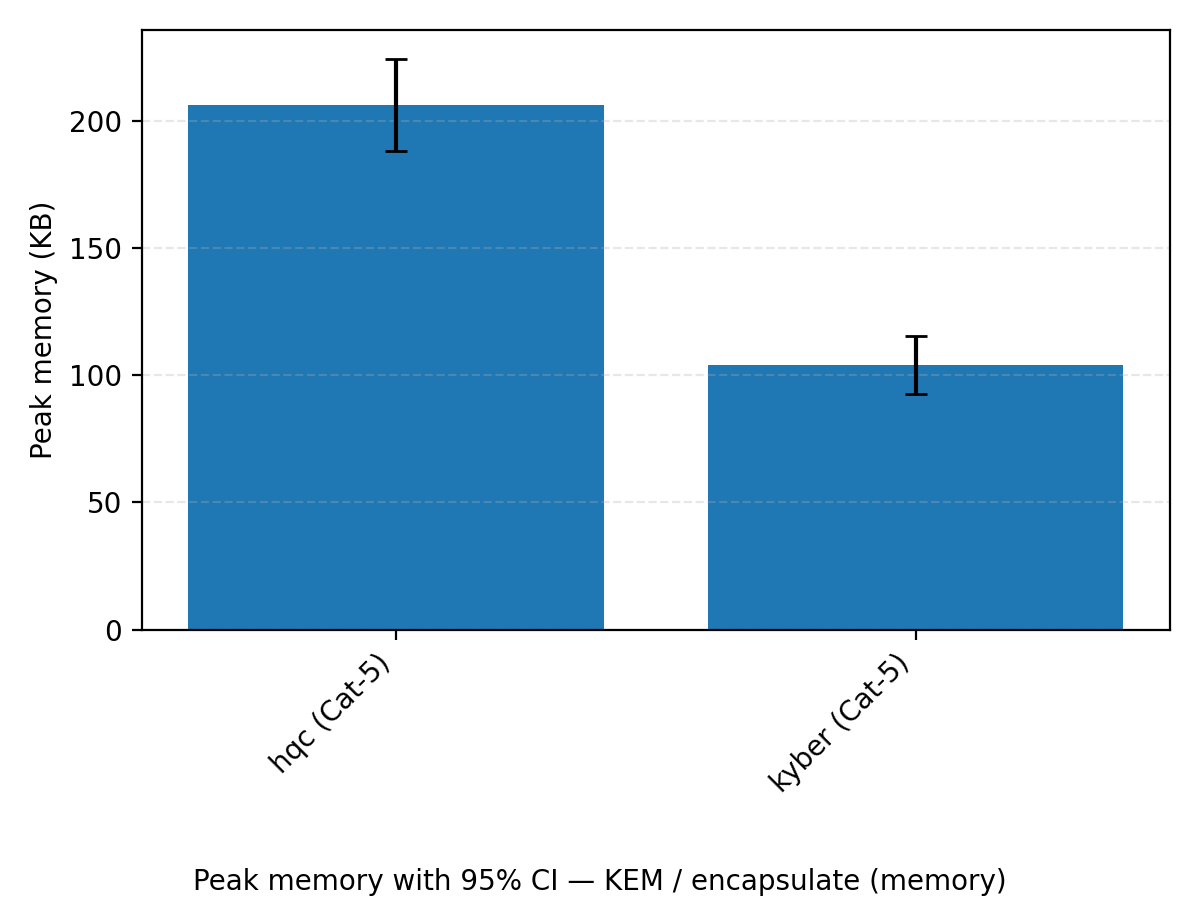 200
150
100
50
0
Peak memory (KB)
hqc (Cat-5)
kyber (Cat-5)
Peak memory with 95% CI — KEM / encapsulate (memory)